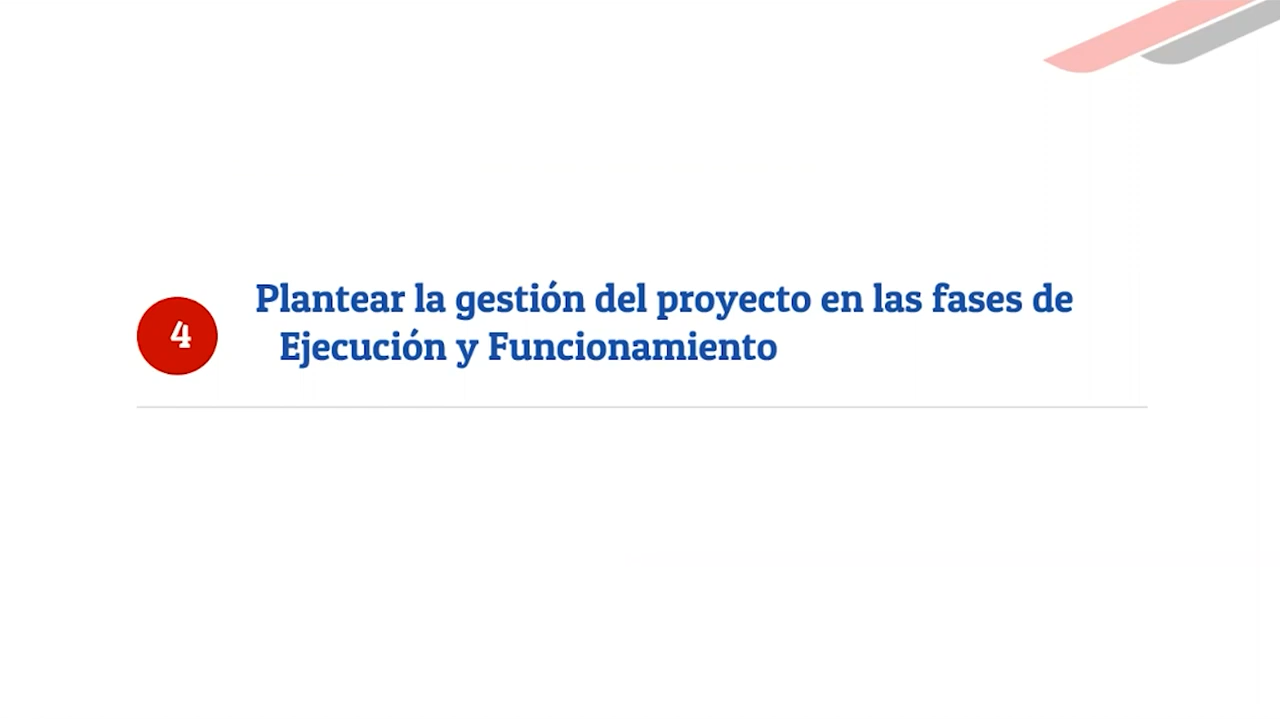 4
Plantear la gestión del proyecto en las fases de
Ejecución y Funcionamiento